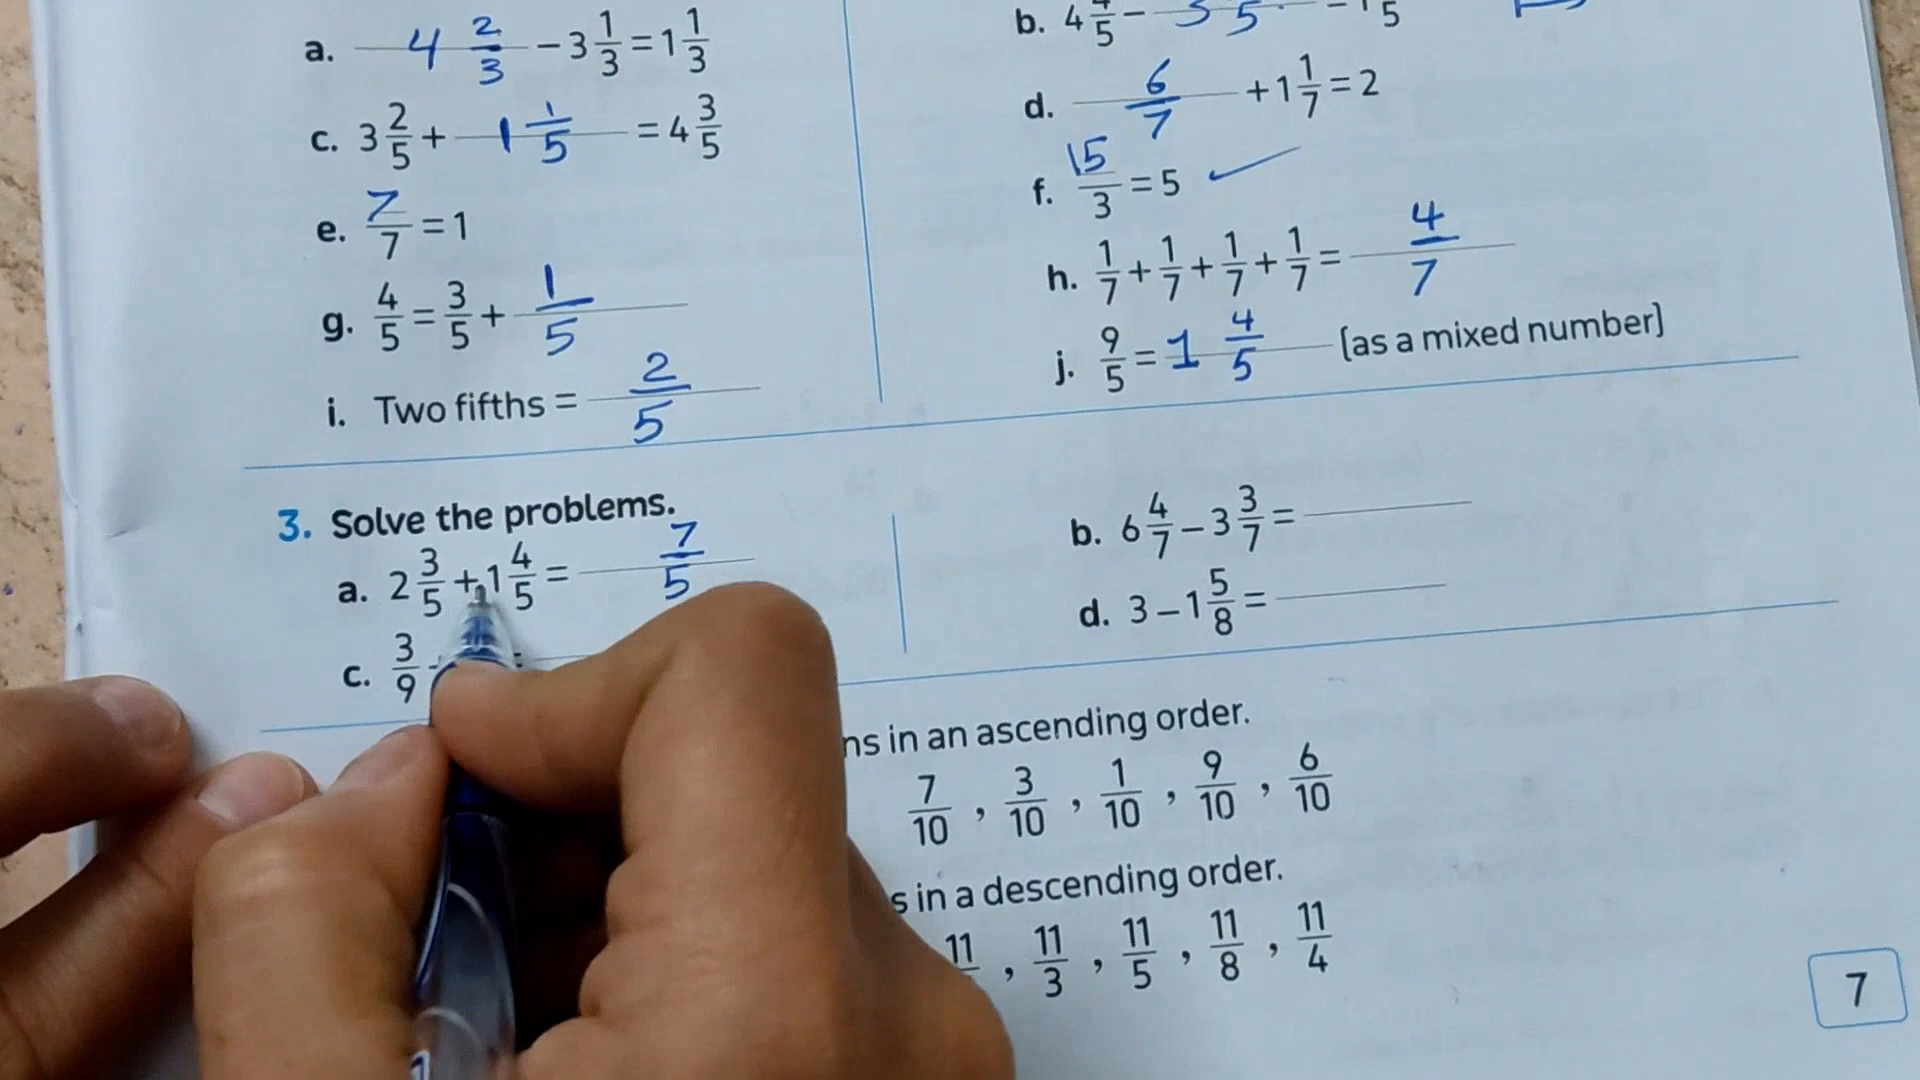 a. 4 2/3 - 3 1/3 = 1 1/3
b. 4 4/5 - 3 /5 = 1 /5
c. 3 2/5 + 1 1/5 = 4 3/5
d. 6/7 + 1 1/7 = 2
e. 7/7 = 1
f. 15/3 = 5 ✓
g. 4/5 = 3/5 + 1/5
h. 1/7 + 1/7 + 1/7 + 1/7 = 4/7
i. Two fifths = 2/5
j. 9/5 = 1 4/5 (as a mixed number)
3. Solve the problems.
a. 2 3/5 + 1 4/5 = 7/5
b. 6 4/7 - 3 3/7 =
c. 3/9
d. 3 - 1 5/8 =
ns in an ascending order.
7/10 , 3/10 , 1/10 , 9/10 , 6/10
s in a descending order.
11 , 11/3 , 11/5 , 11/8 , 11/4
7